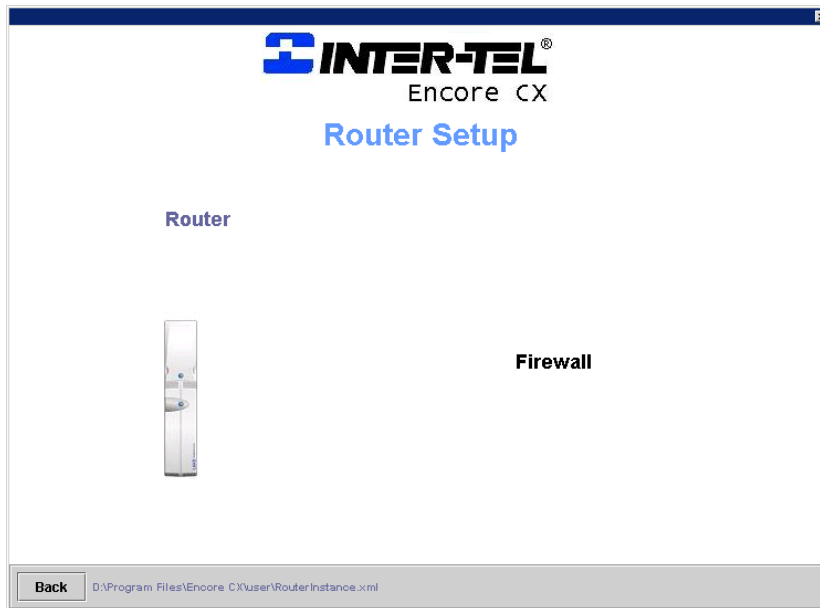 INTER-TEL®
Encore CX
Router Setup
Router
Firewall
Back D:\Program Files\Encore CX\user\RouterInstance.xml